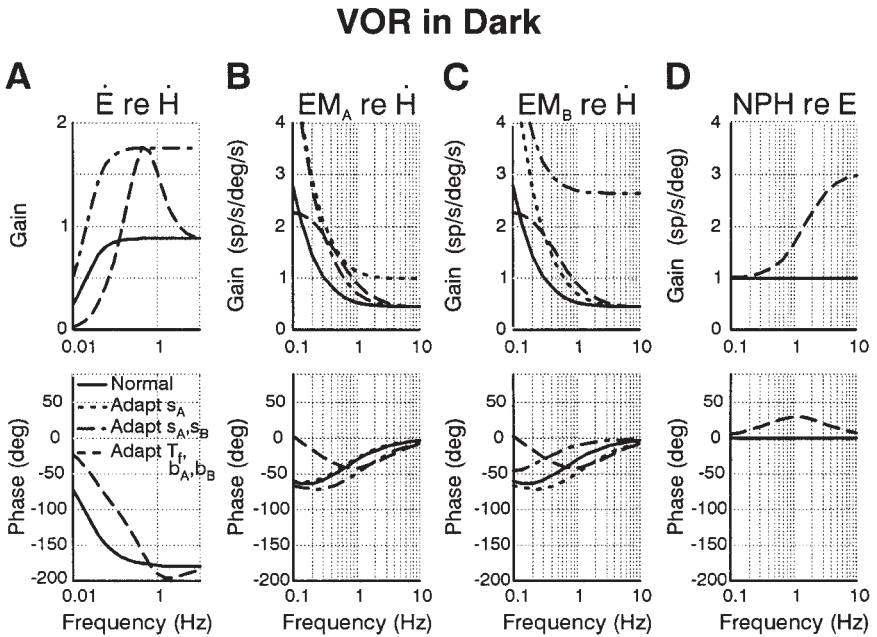 VOR in Dark
A
Ė re Ḣ
B
EM_A re Ḣ
C
EM_B re Ḣ
D
NPH re E
Gain
2
1
0
0.01
1
Gain (sp/s/deg/s)
4
3
2
1
0
0.1
1
10
Hz
Gain (sp/s/deg/s)
4
3
2
1
0
0.1
1
10
Hz
Gain (sp/s/deg)
4
3
2
1
0
0.1
1
10
Hz
Phase (deg)
50
0
-50
-100
-150
-200
Normal
Adapt s_A
Adapt s_A,s_B
Adapt T_f,
b_A,b_B
0.01
1
Frequency (Hz)
Phase (deg)
50
0
-50
-100
-150
-200
0.1
1
10
Frequency (Hz)
Phase (deg)
50
0
-50
-100
-150
-200
0.1
1
10
Frequency (Hz)
Phase (deg)
50
0
-50
-100
-150
-200
0.1
1
10
Frequency (Hz)